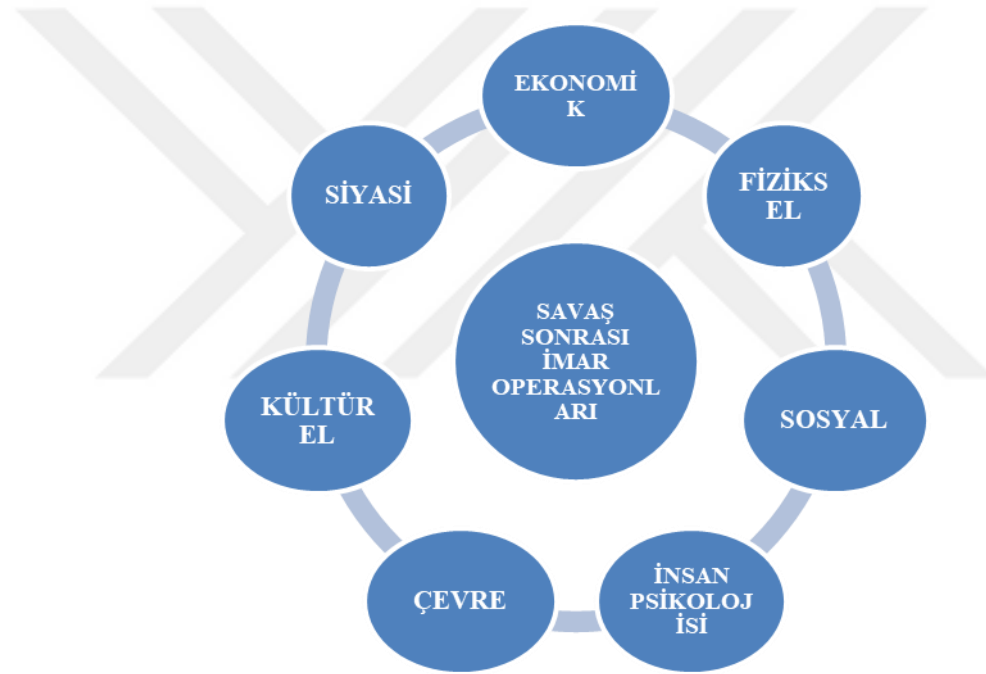 EKONOMİ
K
FİZİKS
EL
SOSYAL
İNSAN
PSİKOLOJ
İSİ
ÇEVRE
KÜLTÜR
EL
SİYASİ
SAVAŞ
SONRASI
İMAR
OPERASYONL
ARI